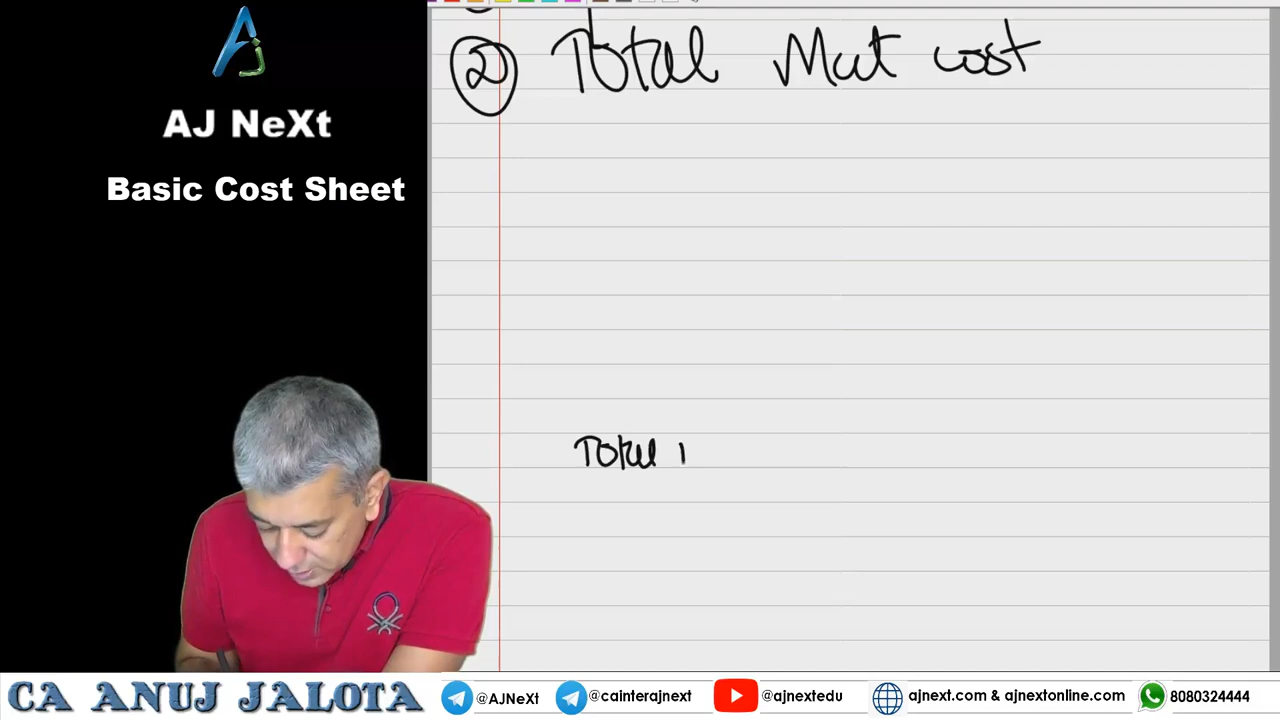 AJ
AJ NeXt
Basic Cost Sheet
② Total Mat cost
Total
CA ANUJ JALOTA
@AJNeXt
@cainterajnext
@ajnextedu
ajnext.com & ajnextonline.com
8080324444